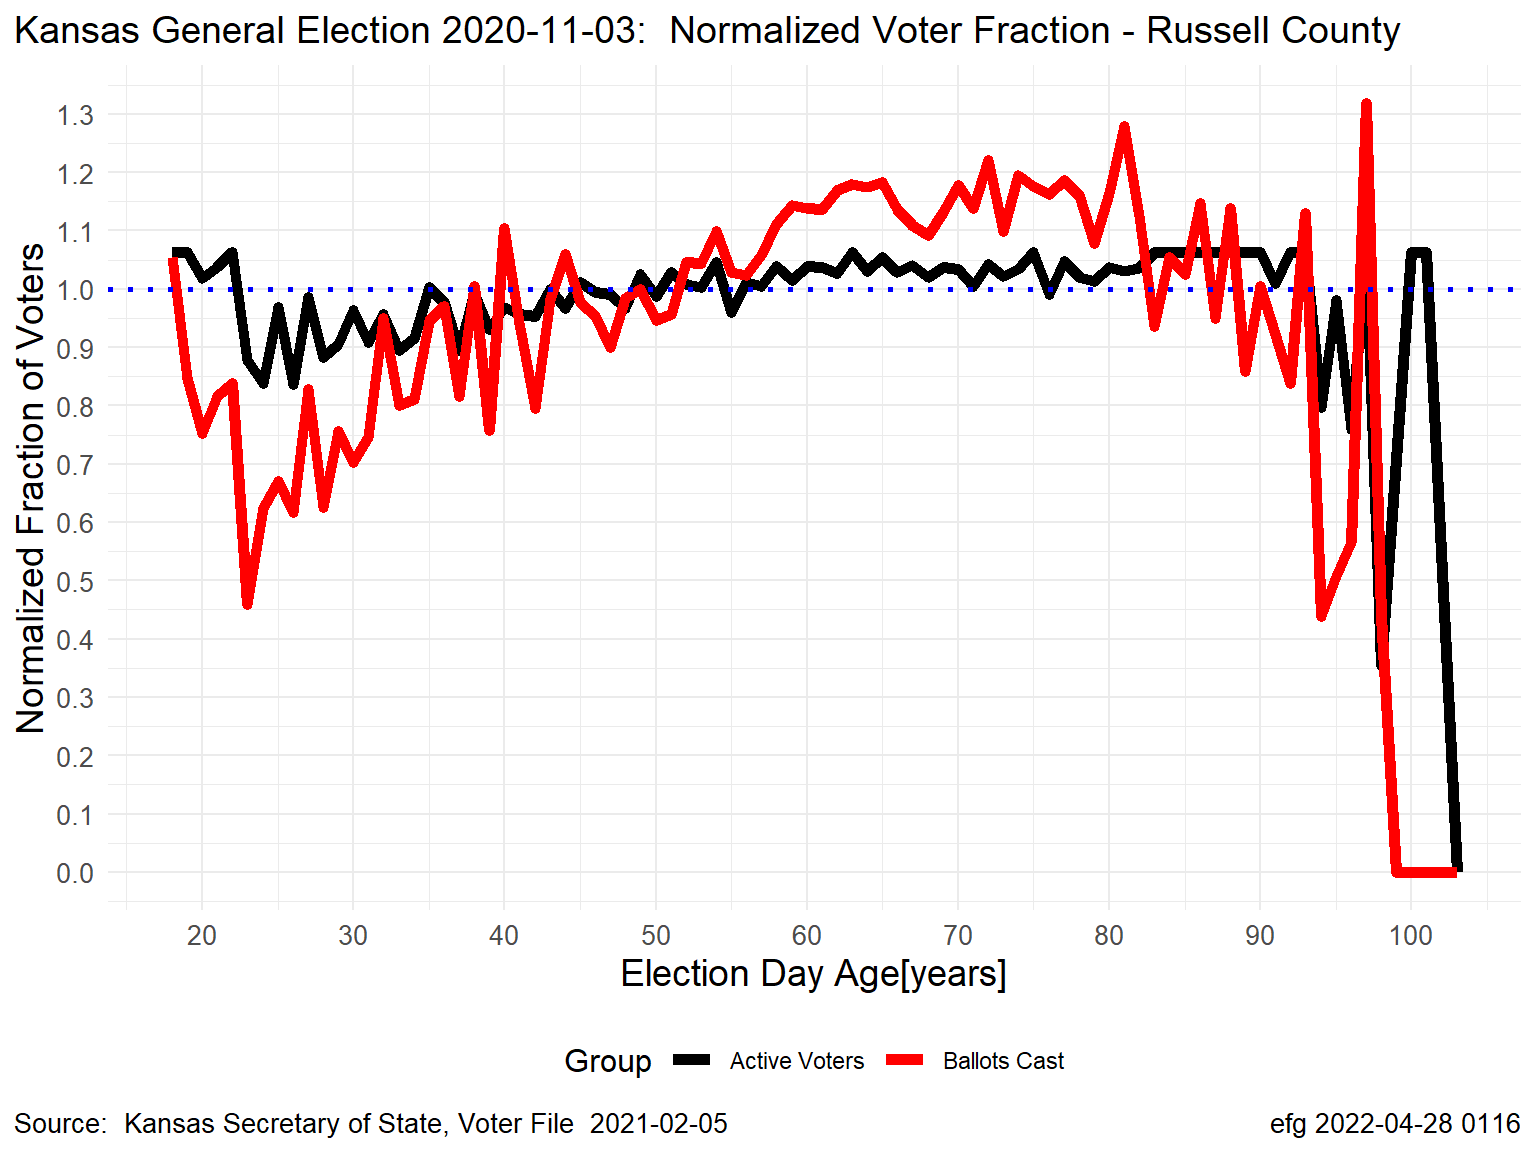 Kansas General Election 2020-11-03:  Normalized Voter Fraction - Russell County
Normalized Fraction of Voters
1.3
1.2
1.1
1.0
0.9
0.8
0.7
0.6
0.5
0.4
0.3
0.2
0.1
0.0
20 30 40 50 60 70 80 90 100
Election Day Age[years]
Group Active Voters Ballots Cast
Source:  Kansas Secretary of State, Voter File  2021-02-05
efg 2022-04-28 0116